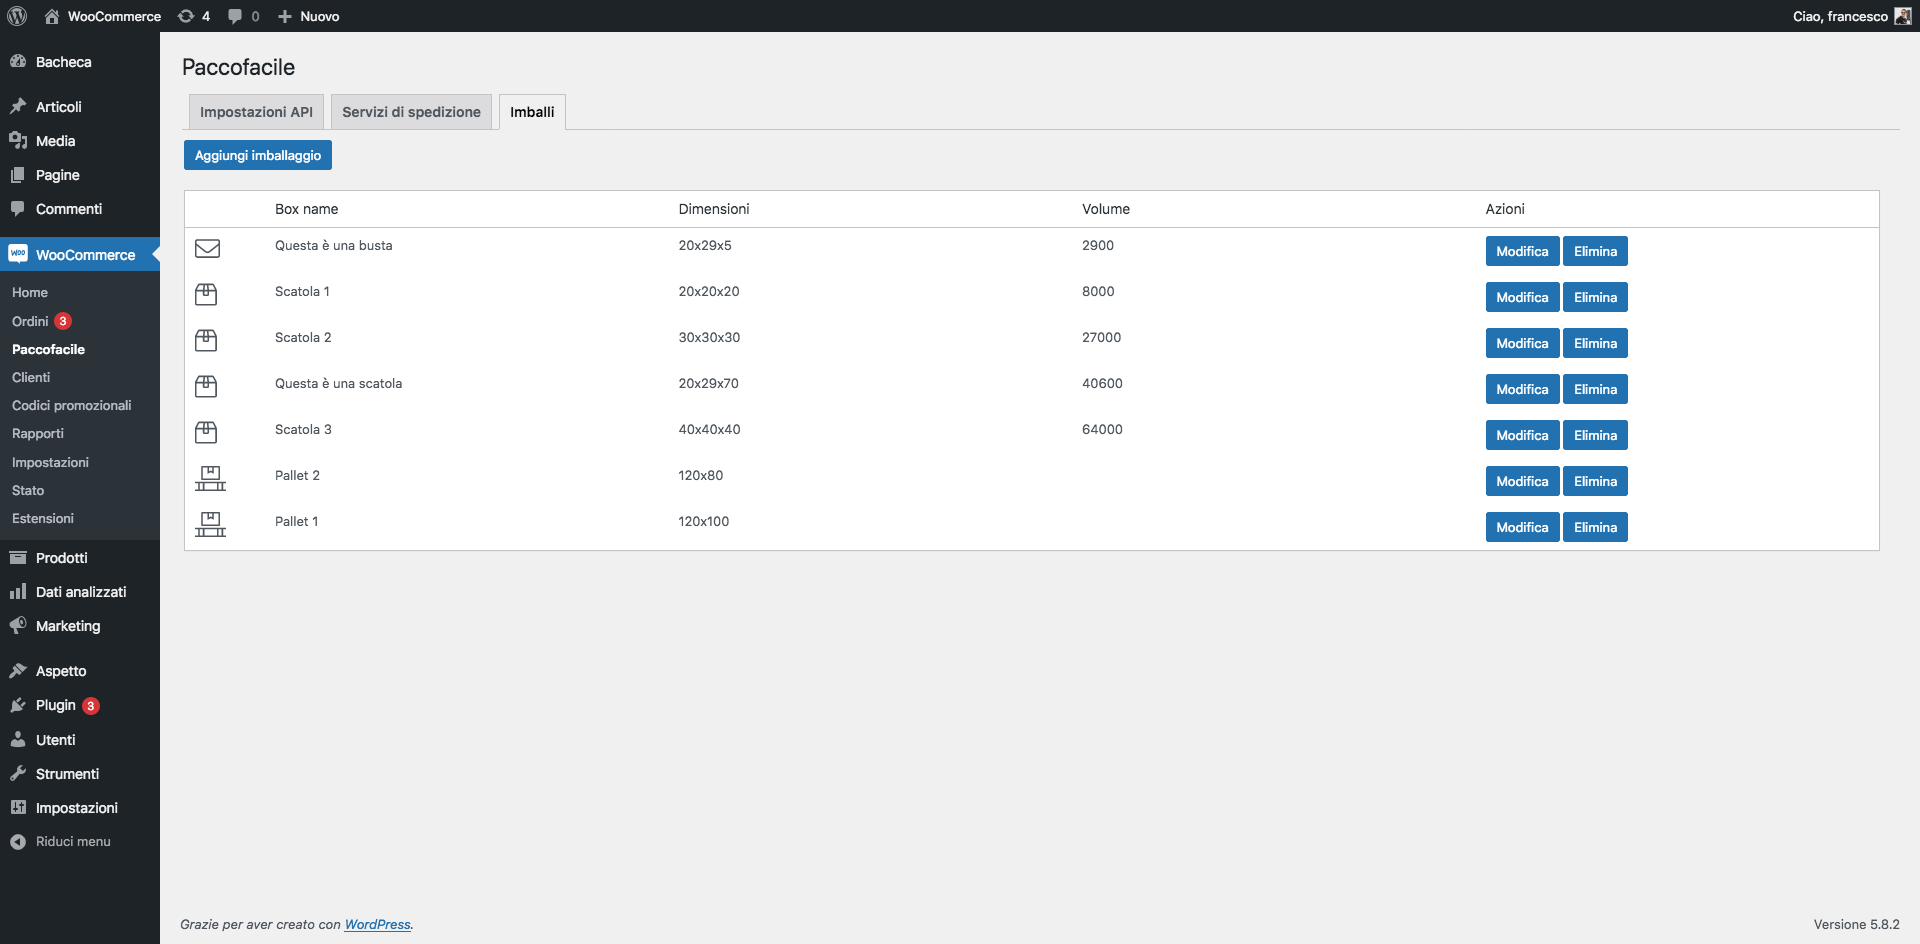 WooCommerce 4 0 Nuovo Ciao, francesco
Bacheca
Articoli
Media
Pagine
Commenti
WooCommerce
Home
Ordini 3
Paccofacile
Clienti
Codici promozionali
Rapporti
Impostazioni
Stato
Estensioni
Prodotti
Dati analizzati
Marketing
Aspetto
Plugin 3
Utenti
Strumenti
Impostazioni
Riduci menu
Paccofacile
Impostazioni API Servizi di spedizione Imballi
Aggiungi imballaggio
Box name Dimensioni Volume Azioni
Questa è una busta 20x29x5 2900 Modifica Elimina
Scatola 1 20x20x20 8000 Modifica Elimina
Scatola 2 30x30x30 27000 Modifica Elimina
Questa è una scatola 20x29x70 40600 Modifica Elimina
Scatola 3 40x40x40 64000 Modifica Elimina
Pallet 2 120x80 Modifica Elimina
Pallet 1 120x100 Modifica Elimina
Grazie per aver creato con WordPress. Versione 5.8.2